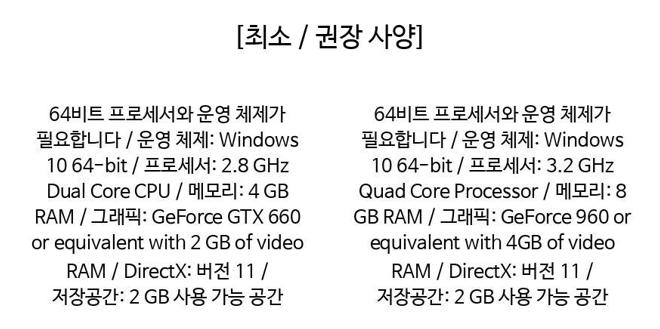 [최소 / 권장 사양]
64비트 프로세서와 운영 체제가
필요합니다 / 운영 체제: Windows
10 64-bit / 프로세서: 2.8 GHz
Dual Core CPU / 메모리: 4 GB
RAM / 그래픽: GeForce GTX 660
or equivalent with 2 GB of video
RAM / DirectX: 버전 11 /
저장공간: 2 GB 사용 가능 공간
64비트 프로세서와 운영 체제가
필요합니다 / 운영 체제: Windows
10 64-bit / 프로세서: 3.2 GHz
Quad Core Processor / 메모리: 8
GB RAM / 그래픽: GeForce 960 or
equivalent with 4GB of video
RAM / DirectX: 버전 11 /
저장공간: 2 GB 사용 가능 공간